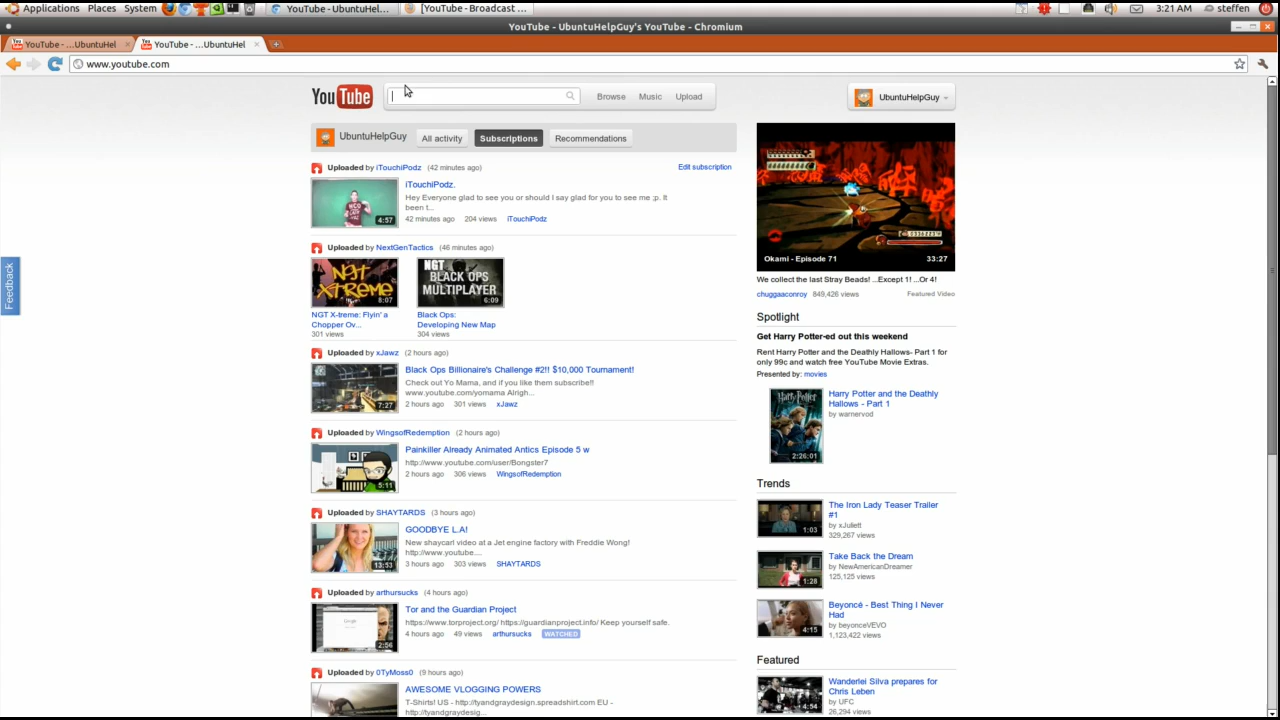 Applications Places System YouTube - UbuntuHel... [YouTube - Broadcast ... 3:21 AM steffen
YouTube - UbuntuHelpGuy's YouTube - Chromium
YouTube - ...UbuntuHel YouTube - ...UbuntuHel
www.youtube.com
YouTube Browse Music Upload UbuntuHelpGuy
UbuntuHelpGuy All activity Subscriptions Recommendations
Uploaded by iTouchiPodz (42 minutes ago) Edit subscription
iTouchiPodz.
Hey Everyone glad to see you or should I say glad for you to see me ;p. It
been t...
4:57
42 minutes ago 204 views iTouchiPodz
Uploaded by NextGenTactics (46 minutes ago)
NGT XTREME
8:07
NGT BLACK OPS MULTIPLAYER
6:09
NGT X-treme: Flyin' a
Chopper Ov...
301 views
Black Ops:
Developing New Map
304 views
Uploaded by xJawz (2 hours ago)
Black Ops Billionaire's Challenge #2!! $10,000 Tournament!
Check out Yo Mama, and if you like them subscribe!!
www.youtube.com/yomama Alrigh...
7:27
2 hours ago 301 views xJawz
Uploaded by WingsofRedemption (2 hours ago)
Painkiller Already Animated Antics Episode 5 w
http://www.youtube.com/user/Bongster7
2 hours ago 306 views WingsofRedemption
5:11
Uploaded by SHAYTARDS (3 hours ago)
GOODBYE L.A!
New shaycarl video at a Jet engine factory with Freddie Wong!
http://www.youtube....
13:53
3 hours ago 303 views SHAYTARDS
Uploaded by arthursucks (4 hours ago)
Tor and the Guardian Project
https://www.torproject.org/ https://guardianproject.info/ Keep yourself safe.
4 hours ago 49 views arthursucks WATCHED
2:56
Uploaded by 0TyMoss0 (9 hours ago)
AWESOME VLOGGING POWERS
T-Shirts! US - http://tyandgraydesign.spreadshirt.com EU -
http://tyandgraydesig...
Okami - Episode 71 33:27
We collect the last Stray Beads! ...Except 1! ...Or 4!
chuggaaconroy 849,426 views Featured Video
Spotlight
Get Harry Potter-ed out this weekend
Rent Harry Potter and the Deathly Hallows- Part 1 for
only 99c and watch free YouTube Movie Extras.
Presented by: movies
Harry Potter
2:26:01
Harry Potter and the Deathly
Hallows - Part 1
by warnervod
Trends
The Iron Lady Teaser Trailer
#1
by xJuliett
329,267 views
1:03
Take Back the Dream
by NewAmericanDreamer
125,125 views
1:28
Beyoncé - Best Thing I Never
Had
by beyonceVEVO
1,123,422 views
4:15
Featured
Wanderlei Silva prepares for
Chris Leben
by UFC
26,294 views
4:54
Feedback